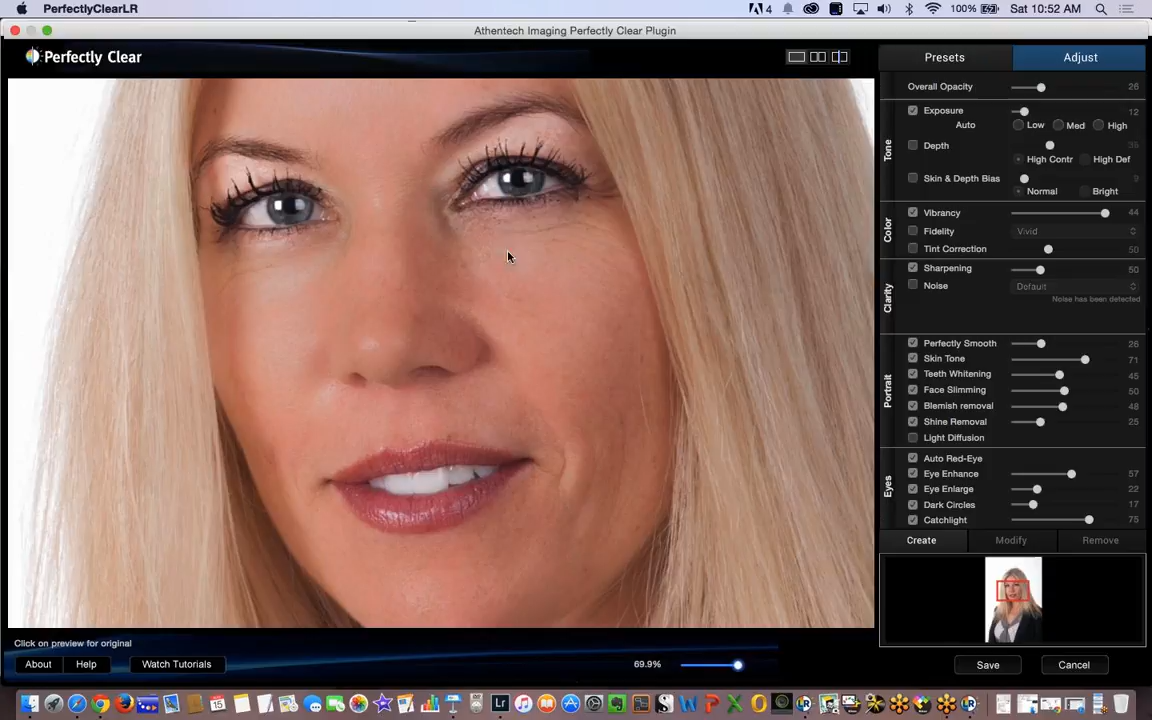 PerfectlyClearLR
4
100%
Sat 10:52 AM
Athentech Imaging Perfectly Clear Plugin
Perfectly Clear
Presets
Adjust
Overall Opacity 26
Tone
Exposure 12
Auto Low Med High
Depth 35
High Contr High Def
Skin & Depth Bias 9
Normal Bright
Color
Vibrancy 44
Fidelity Vivid
Tint Correction 50
Clarity
Sharpening 50
Noise Default
Noise has been detected
Portrait
Perfectly Smooth 26
Skin Tone 71
Teeth Whitening 45
Face Slimming 50
Blemish removal 48
Shine Removal 25
Light Diffusion
Eyes
Auto Red-Eye
Eye Enhance 57
Eye Enlarge 22
Dark Circles 17
Catchlight 75
Create Modify Remove
Click on preview for original
About Help Watch Tutorials
69.9%
Save Cancel